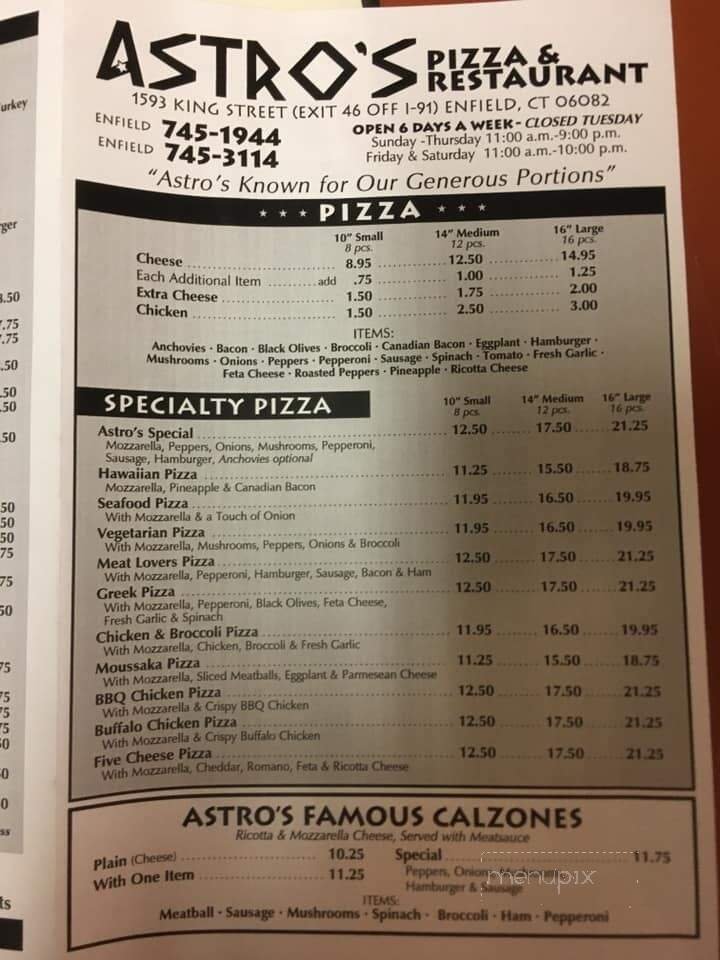 ASTRO'S PIZZA & RESTAURANT
1593 KING STREET (EXIT 46 OFF I-91) ENFIELD, CT 06082
ENFIELD 745-1944
ENFIELD 745-3114
OPEN 6 DAYS A WEEK - CLOSED TUESDAY
Sunday -Thursday 11:00 a.m.-9:00 p.m.
Friday & Saturday 11:00 a.m.-10:00 p.m.
"Astro's Known for Our Generous Portions"
★ ★ ★ PIZZA ★ ★ ★
10" Small 14" Medium 16" Large
8 pcs. 12 pcs. 16 pcs.
Cheese 8.95 12.50 14.95
Each Additional Item add .75 1.00 1.25
Extra Cheese 1.50 1.75 2.00
Chicken 1.50 2.50 3.00
ITEMS:
Anchovies · Bacon · Black Olives · Broccoli · Canadian Bacon · Eggplant · Hamburger ·
Mushrooms · Onions · Peppers · Pepperoni · Sausage · Spinach · Tomato · Fresh Garlic ·
Feta Cheese · Roasted Peppers · Pineapple · Ricotta Cheese
SPECIALTY PIZZA
10" Small 14" Medium 16" Large
8 pcs. 12 pcs. 16 pcs.
Astro's Special 12.50 17.50 21.25
Mozzarella, Peppers, Onions, Mushrooms, Pepperoni,
Sausage, Hamburger, Anchovies optional
Hawaiian Pizza 11.25 15.50 18.75
Mozzarella, Pineapple & Canadian Bacon
Seafood Pizza 11.95 16.50 19.95
With Mozzarella & a Touch of Onion
Vegetarian Pizza 11.95 16.50 19.95
With Mozzarella, Mushrooms, Peppers, Onions & Broccoli
Meat Lovers Pizza 12.50 17.50 21.25
With Mozzarella, Pepperoni, Hamburger, Sausage, Bacon & Ham
Greek Pizza 12.50 17.50 21.25
With Mozzarella, Pepperoni, Black Olives, Feta Cheese,
Fresh Garlic & Spinach
Chicken & Broccoli Pizza 11.95 16.50 19.95
With Mozzarella, Chicken, Broccoli & Fresh Garlic
Moussaka Pizza 11.25 15.50 18.75
With Mozzarella, Sliced Meatballs, Eggplant & Parmesean Cheese
BBQ Chicken Pizza 12.50 17.50 21.25
With Mozzarella & Crispy BBQ Chicken
Buffalo Chicken Pizza 12.50 17.50 21.25
With Mozzarella & Crispy Buffalo Chicken
Five Cheese Pizza 12.50 17.50 21.25
With Mozzarella, Cheddar, Romano, Feta & Ricotta Cheese
ASTRO'S FAMOUS CALZONES
Ricotta & Mozzarella Cheese, Served with Meatsauce
Plain (Cheese) 10.25
With One Item 11.25
Special 11.75
Peppers, Onions
Hamburger & Sausage
menupix
ITEMS:
Meatball · Sausage · Mushrooms · Spinach · Broccoli · Ham · Pepperoni